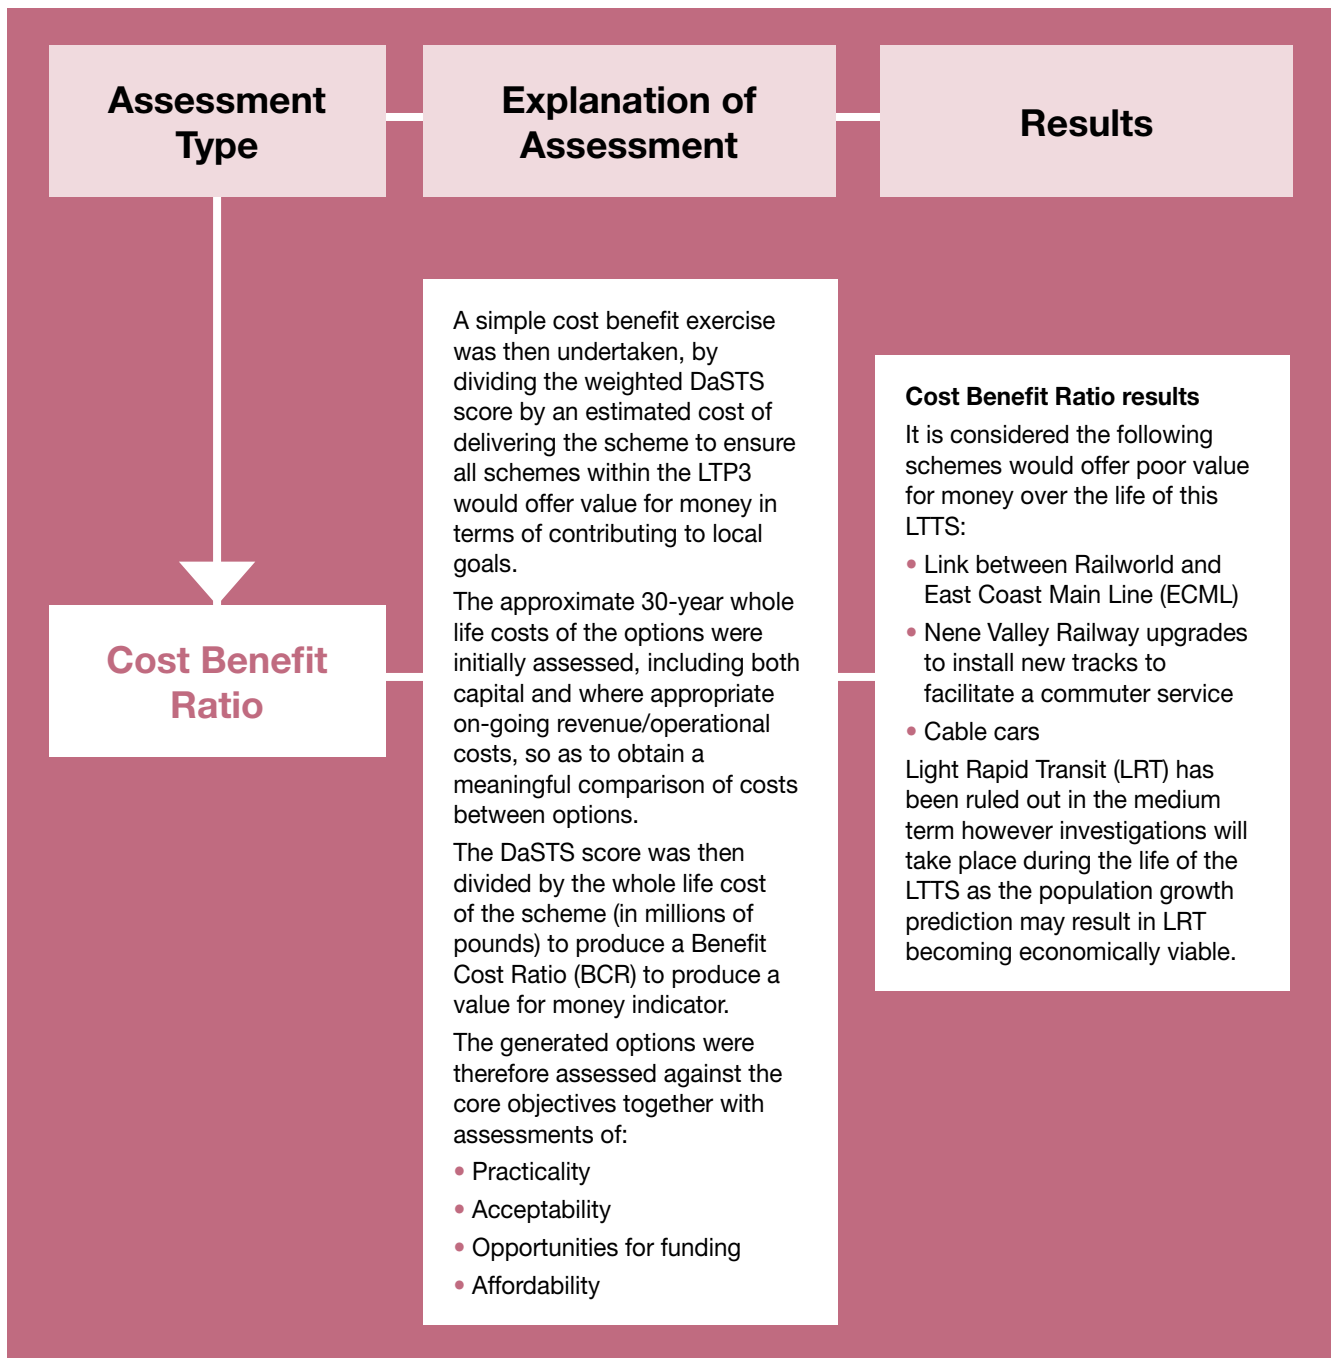 Assessment
Type
Explanation of
Assessment
Results
Cost Benefit
Ratio
A simple cost benefit exercise
was then undertaken, by
dividing the weighted DaSTS
score by an estimated cost of
delivering the scheme to ensure
all schemes within the LTP3
would offer value for money in
terms of contributing to local
goals.
The approximate 30-year whole
life costs of the options were
initially assessed, including both
capital and where appropriate
on-going revenue/operational
costs, so as to obtain a
meaningful comparison of costs
between options.
The DaSTS score was then
divided by the whole life cost
of the scheme (in millions of
pounds) to produce a Benefit
Cost Ratio (BCR) to produce a
value for money indicator.
The generated options were
therefore assessed against the
core objectives together with
assessments of:
• Practicality
• Acceptability
• Opportunities for funding
• Affordability
Cost Benefit Ratio results
It is considered the following
schemes would offer poor value
for money over the life of this
LTTS:
• Link between Railworld and
East Coast Main Line (ECML)
• Nene Valley Railway upgrades
to install new tracks to
facilitate a commuter service
• Cable cars
Light Rapid Transit (LRT) has
been ruled out in the medium
term however investigations will
take place during the life of the
LTTS as the population growth
prediction may result in LRT
becoming economically viable.